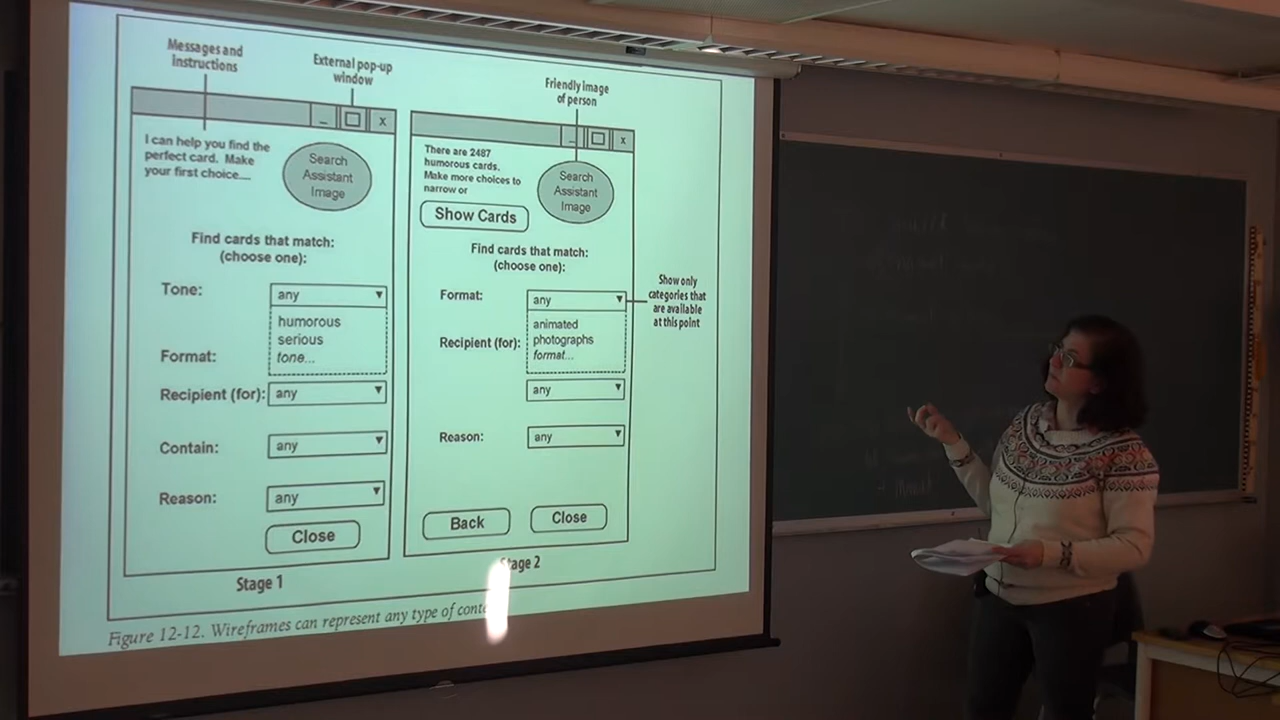 Messages and
instructions
External pop-up
window
Friendly image
of person
_
X
I can help you find the
perfect card. Make
your first choice....
Search
Assistant
Image
Find cards that match:
(choose one):
Tone:
any
humorous
serious
tone...
Format:
Recipient (for):
any
Contain:
any
Reason:
any
Close
Stage 1
_
X
There are 2487
humorous cards.
Make more choices to
narrow or
Show Cards
Search
Assistant
Image
Find cards that match:
(choose one):
Format:
any
animated
photographs
format...
Recipient (for):
any
Reason:
any
Back
Close
Stage 2
Show only
categories that
are available
at this point
Figure 12-12. Wireframes can represent any type of